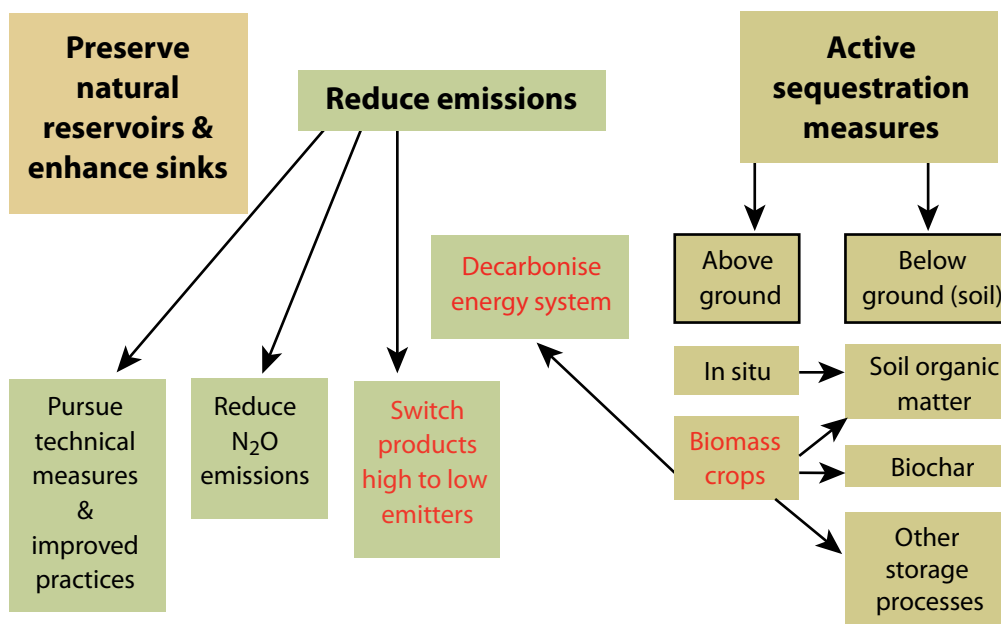 Preserve
natural
reservoirs &
enhance sinks
Reduce emissions
Active
sequestration
measures
Decarbonise
energy system
Above
ground
Below
ground (soil)
Pursue
technical
measures
&
improved
practices
Reduce
N₂O
emissions
Switch
products
high to low
emitters
In situ
Soil organic
matter
Biomass
crops
Biochar
Other
storage
processes